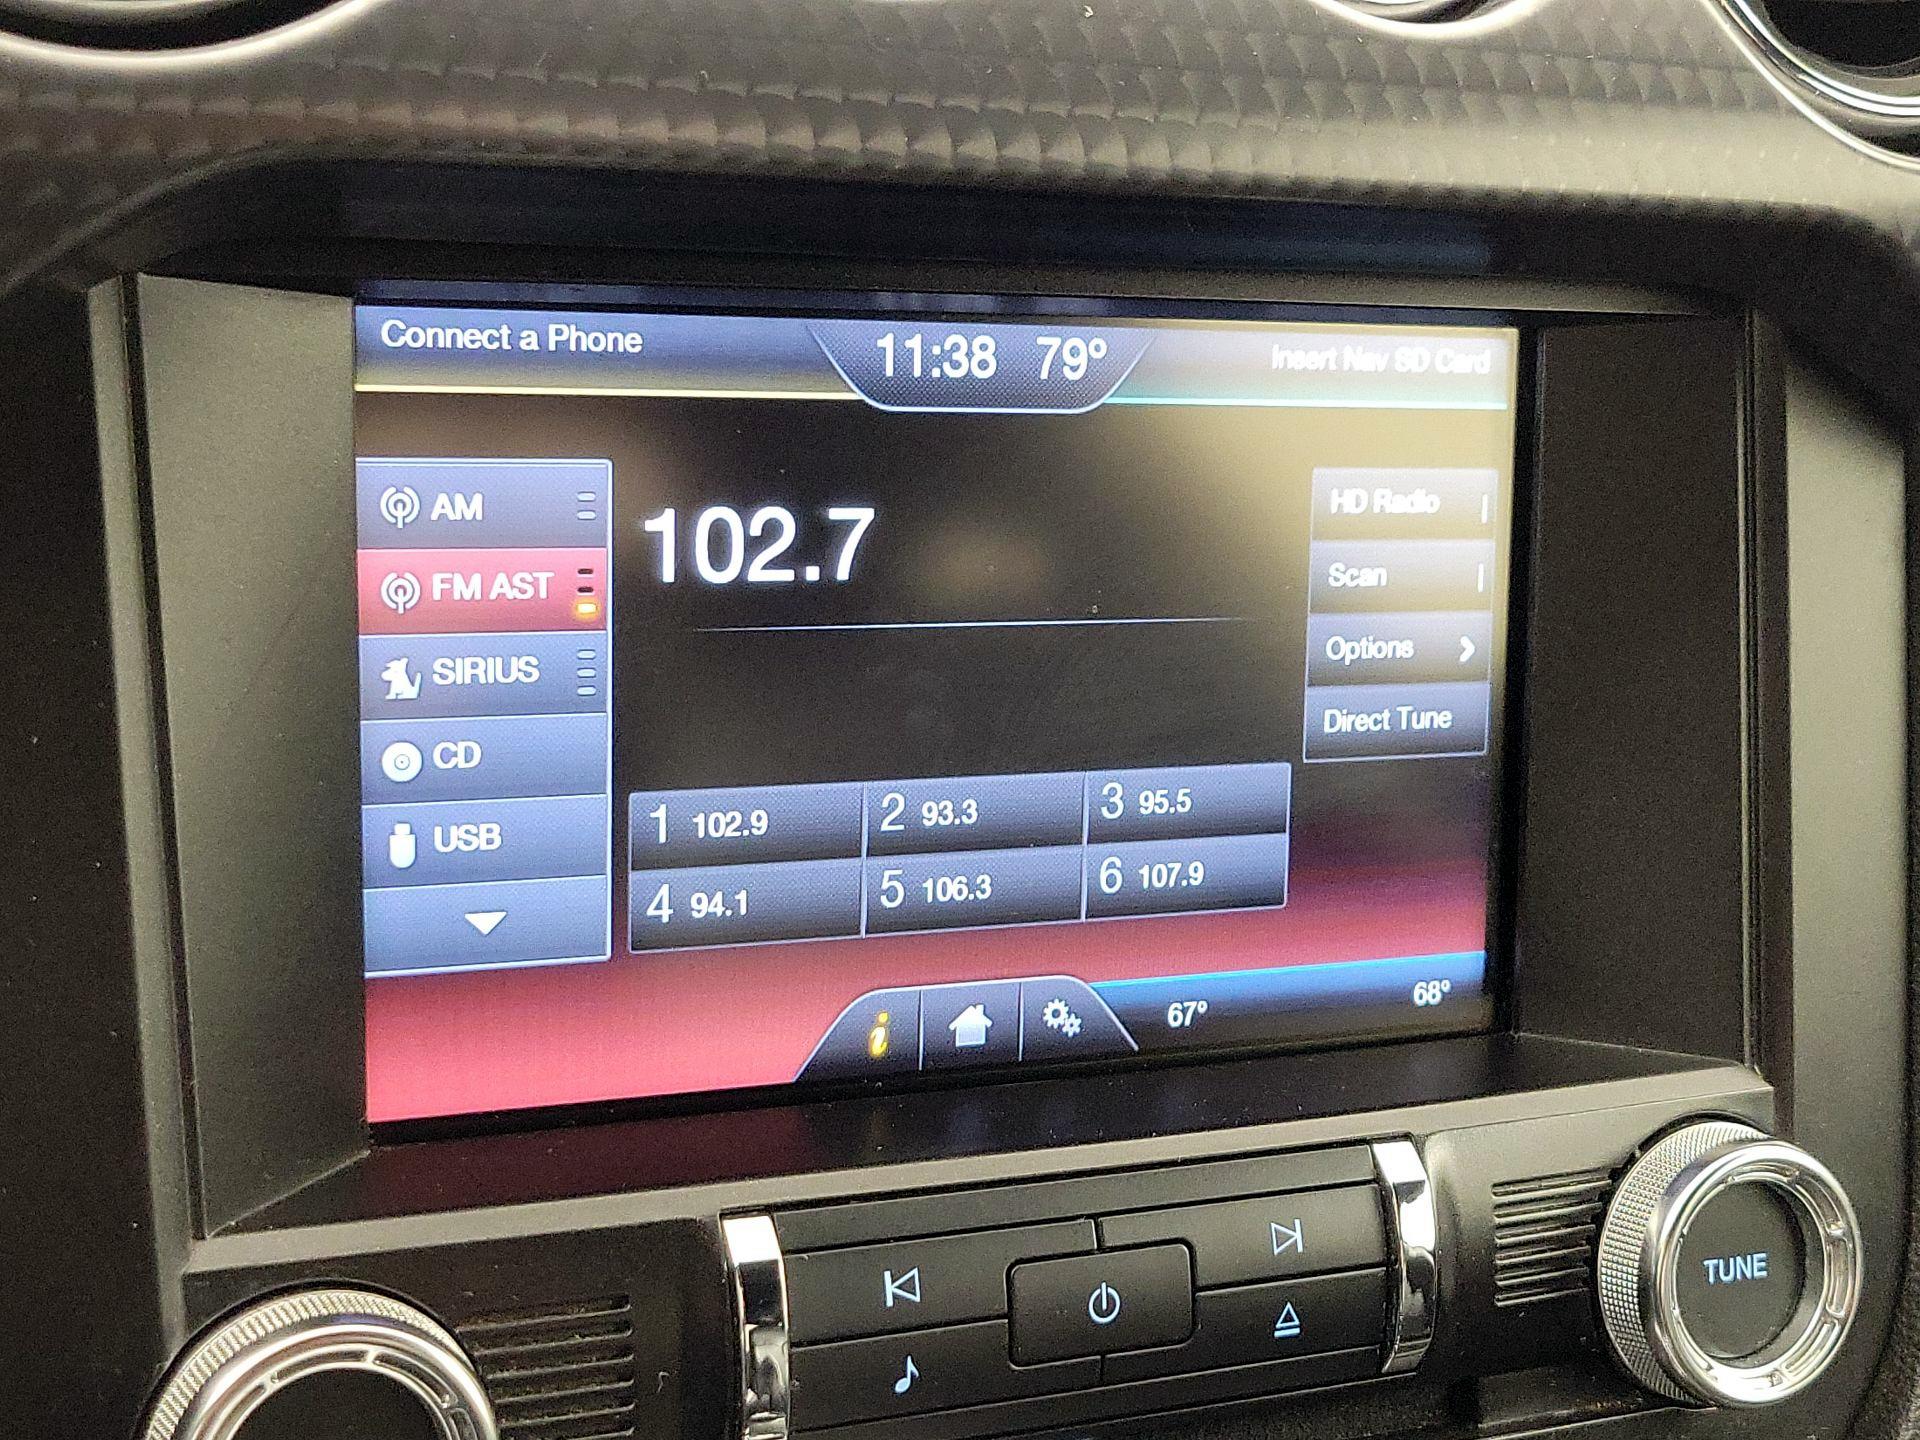 Connect a Phone
11:38 79°
Insert Nav SD Card
AM
FM AST
SIRIUS
CD
USB
102.7
HD Radio
Scan
Options
Direct Tune
1 102.9
2 93.3
3 95.5
4 94.1
5 106.3
6 107.9
i
67°
68°
TUNE